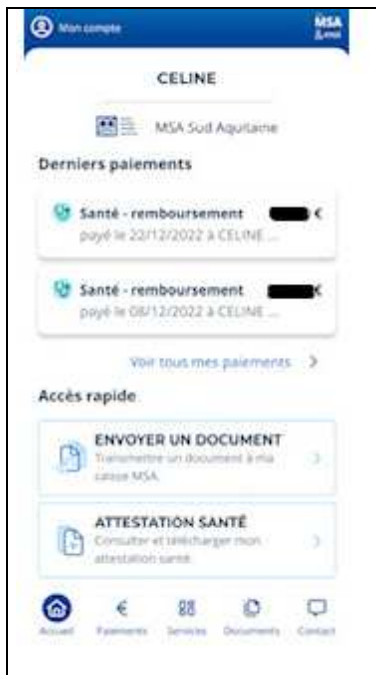 Mon compte
MSA
& moi
CELINE
MSA Sud Aquitaine
Derniers paiements
Santé - remboursement €
payé le 22/12/2022 à CELINE ...
Santé - remboursement €
payé le 08/12/2022 à CELINE ...
Voir tous mes paiements
Accès rapide
ENVOYER UN DOCUMENT
Transmettre un document à ma
caisse MSA.
ATTESTATION SANTÉ
Consulter et télécharger mon
attestation santé.
Accueil Paiements Services Documents Contact